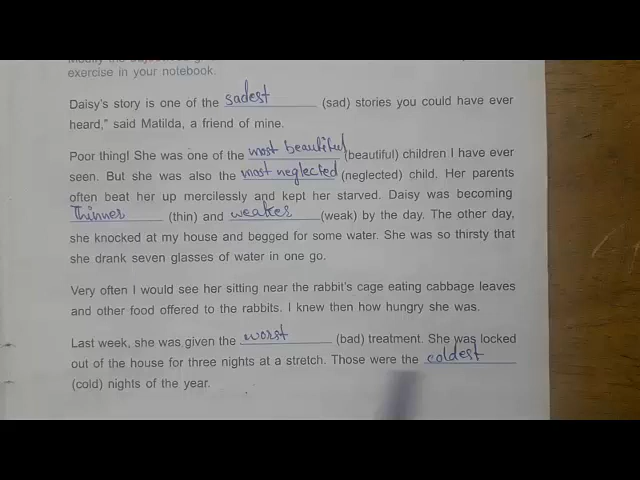 exercise in your notebook.
Daisy's story is one of the sadest (sad) stories you could have ever
heard," said Matilda, a friend of mine.
Poor thing! She was one of the most beautiful (beautiful) children I have ever
seen. But she was also the most neglected (neglected) child. Her parents
often beat her up mercilessly and kept her starved. Daisy was becoming
Thinner (thin) and weaker (weak) by the day. The other day,
she knocked at my house and begged for some water. She was so thirsty that
she drank seven glasses of water in one go.
Very often I would see her sitting near the rabbit's cage eating cabbage leaves
and other food offered to the rabbits. I knew then how hungry she was.
Last week, she was given the worst (bad) treatment. She was locked
out of the house for three nights at a stretch. Those were the coldest
(cold) nights of the year.